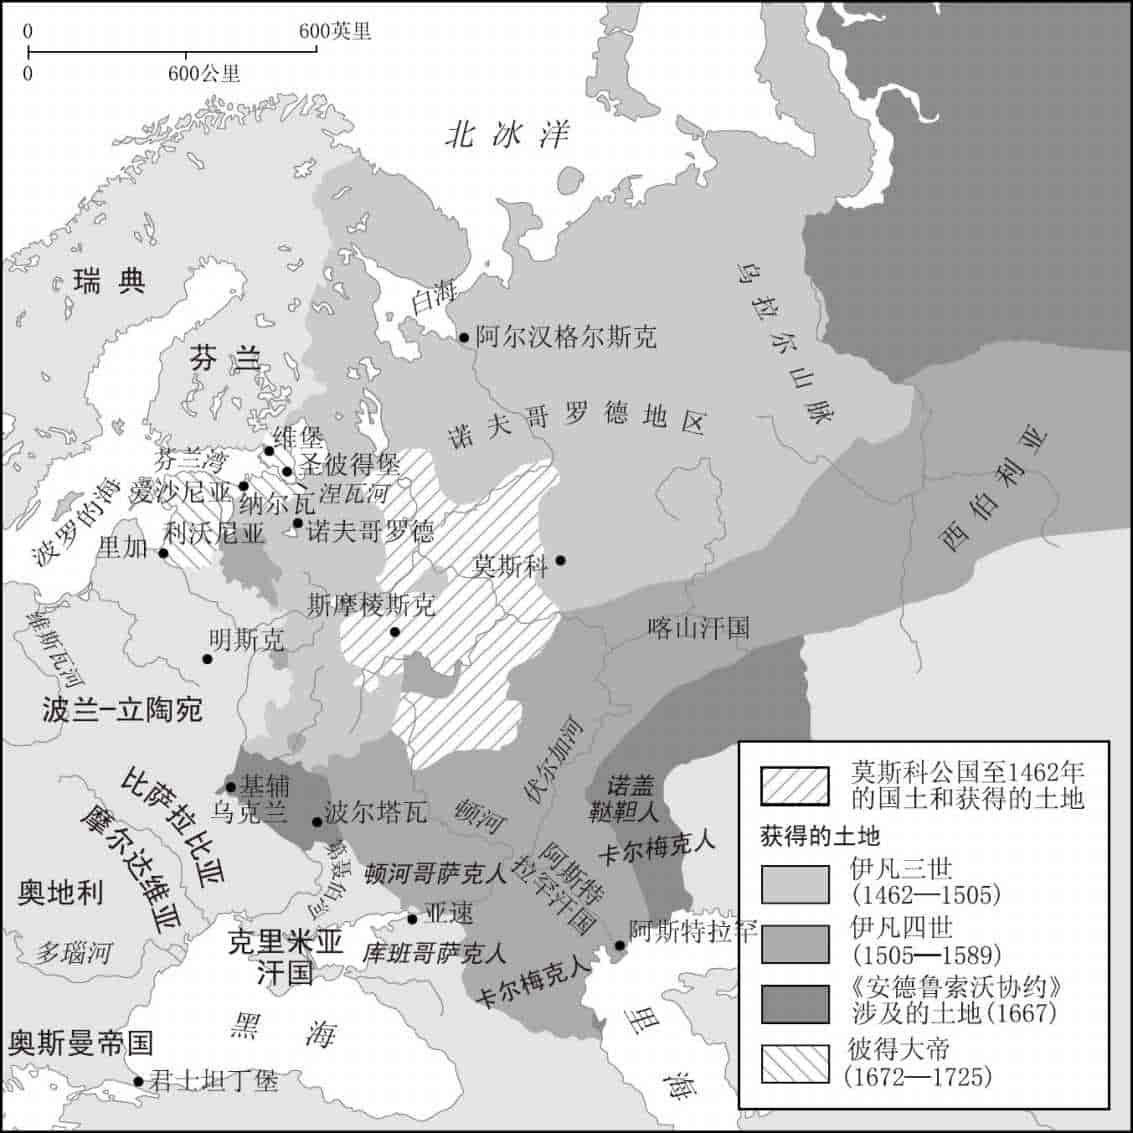 0
600英里
0
600公里
北冰洋
瑞典
白海
乌拉尔山脉
阿尔汉格尔斯克
芬兰
诺夫哥罗德地区
维堡
芬兰湾
圣彼得堡
爱沙尼亚
纳尔瓦
涅瓦河
波罗的海
利沃尼亚
诺夫哥罗德
里加
西伯利亚
莫斯科
斯摩棱斯克
喀山汗国
维斯瓦河
明斯克
波兰—立陶宛
伏尔加河
基辅
乌克兰
波尔塔瓦
顿河
诺盖
鞑靼人
比萨拉比亚
摩尔达维亚
卡尔梅克人
第聂伯河
顿河哥萨克人
阿斯特
拉罕汗国
奥地利
亚速
阿斯特拉罕
多瑙河
克里米亚
汗国
库班哥萨克人
卡尔梅克人
黑海
里海
奥斯曼帝国
君士坦丁堡
莫斯科公国至1462年
的国土和获得的土地
获得的土地
伊凡三世
(1462—1505)
伊凡四世
(1505—1589)
《安德鲁索沃协约》
涉及的土地(1667)
彼得大帝
(1672—1725)